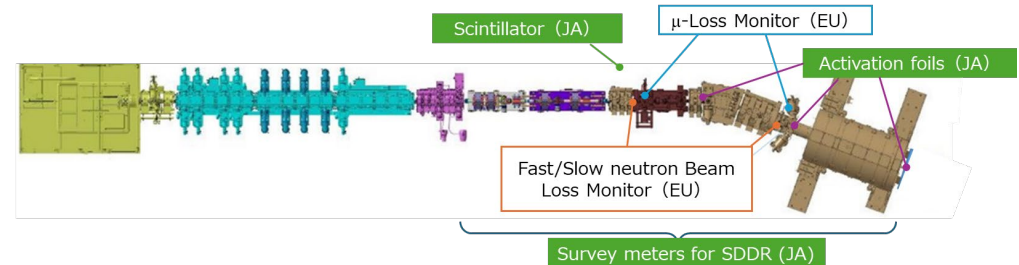 Scintillator（JA）
μ-Loss Monitor（EU）
Activation foils（JA）
Fast/Slow neutron Beam
Loss Monitor（EU）
Survey meters for SDDR (JA)